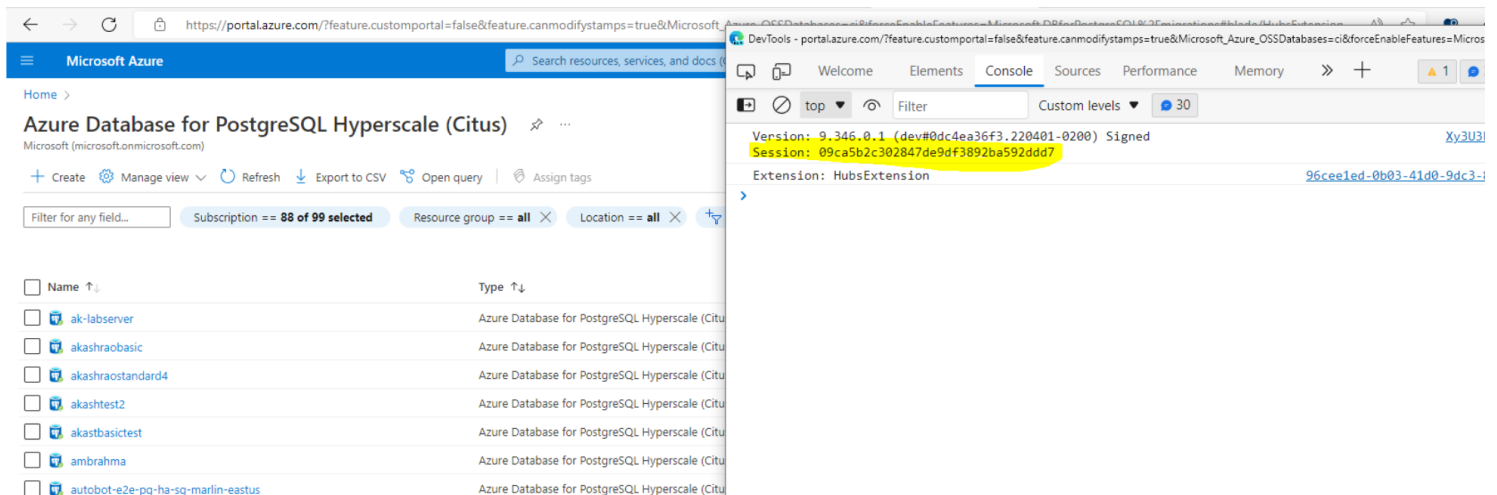 https://portal.azure.com/?feature.customportal=false&feature.canmodifystamps=true&Microsoft_Azure_OSSDatabases=ci&forceEnableFeatures=Microsoft.DBforPostgreSQL%2Fmigrations#blade/HubsExtension
Microsoft Azure
Search resources, services, and docs (
Home >
Azure Database for PostgreSQL Hyperscale (Citus)
Microsoft (microsoft.onmicrosoft.com)
Create Manage view Refresh Export to CSV Open query Assign tags
Filter for any field... Subscription == 88 of 99 selected Resource group == all Location == all
Name Type
ak-labserver Azure Database for PostgreSQL Hyperscale (Citu
akashraobasic Azure Database for PostgreSQL Hyperscale (Citu
akashraostandard4 Azure Database for PostgreSQL Hyperscale (Citu
akashtest2 Azure Database for PostgreSQL Hyperscale (Citu
akastbasictest Azure Database for PostgreSQL Hyperscale (Citu
ambrahma Azure Database for PostgreSQL Hyperscale (Citu
autobot-e2e-pg-ha-sg-marlin-eastus Azure Database for PostgreSQL Hyperscale (Citu
DevTools - portal.azure.com/?feature.customportal=false&feature.canmodifystamps=true&Microsoft_Azure_OSSDatabases=ci&forceEnableFeatures=Micros
Welcome Elements Console Sources Performance Memory 1
top Filter Custom levels 30
Version: 9.346.0.1 (dev#0dc4ea36f3.220401-0200) Signed Xy3U3
Session: 09ca5b2c302847de9df3892ba592ddd7
Extension: HubsExtension 96cee1ed-0b03-41d0-9dc3-